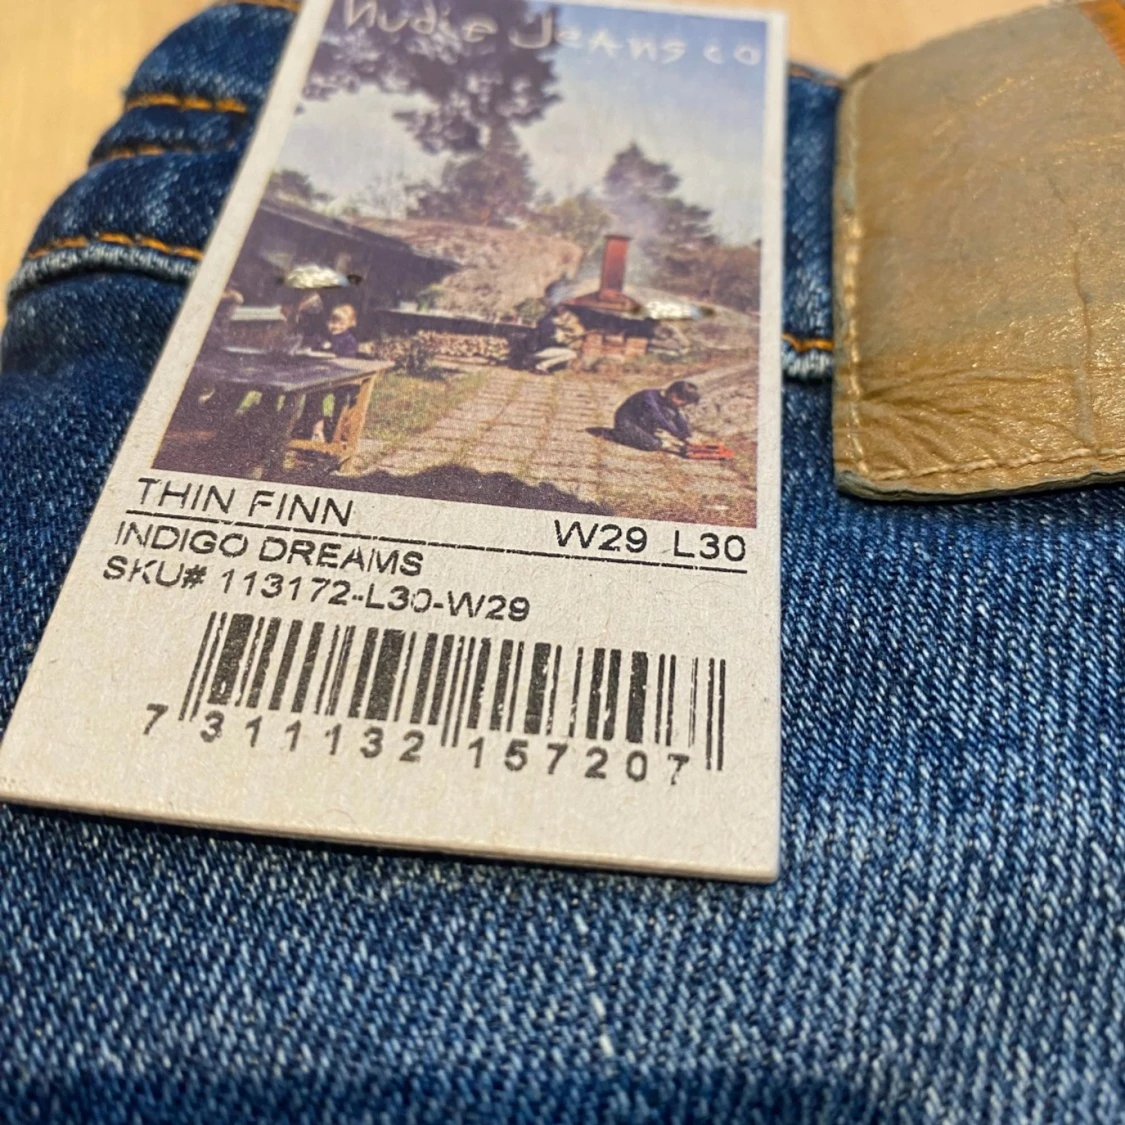 Nudie Jeans co
THIN FINN W29 L30
INDIGO DREAMS
SKU# 113172-L30-W29
7 311132 157207